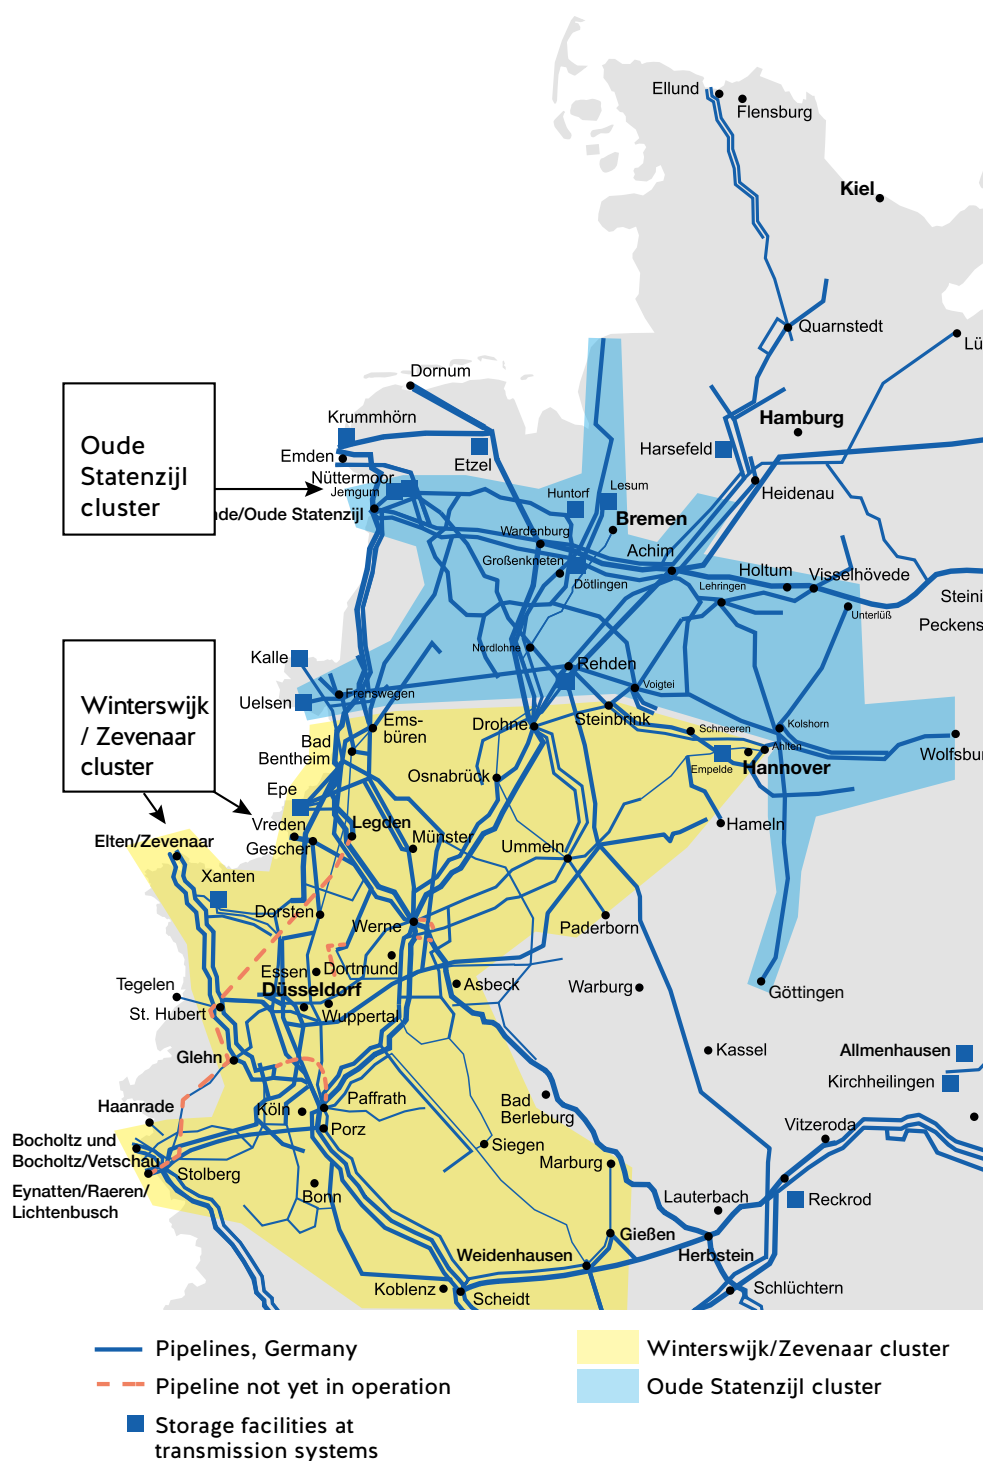 Ellund
Flensburg
Kiel
Quarnstedt
Lü
Dornum
Krummhörn
Hamburg
Oude
Statenzijl
cluster
Emden
Etzel
Harsefeld
Nüttermoor
Jemgum
Heidenau
Huntorf
Lesum
de/Oude Statenzijl
Bremen
Wardenburg
Achim
Großenkneten
Dötlingen
Holtum
Visselhövede
Lehringen
Steini
Unterlüß
Peckens
Nordlohne
Kalle
Rehden
Winterswijk
/ Zevenaar
cluster
Uelsen
Frenswegen
Voigtei
Ems-
büren
Drohne
Steinbrink
Schneeren
Kolshorn
Bad
Bentheim
Ahlten
Wolfsbur
Empelde
Hannover
Osnabrück
Epe
Vreden
Legden
Hameln
Elten/Zevenaar
Gescher
Münster
Ummeln
Xanten
Dorsten
Werne
Paderborn
Essen
Dortmund
Tegelen
Düsseldorf
Asbeck
Warburg
Göttingen
St. Hubert
Wuppertal
Glehn
Kassel
Allmenhausen
Kirchheilingen
Haanrade
Köln
Paffrath
Bad
Berleburg
Vitzeroda
Bocholtz und
Bocholtz/Vetschau
Porz
Siegen
Stolberg
Marburg
Eynatten/Raeren/
Lichtenbusch
Bonn
Lauterbach
Reckrod
Gießen
Weidenhausen
Herbstein
Koblenz
Scheidt
Schlüchtern
Pipelines, Germany
Pipeline not yet in operation
Storage facilities at
transmission systems
Winterswijk/Zevenaar cluster
Oude Statenzijl cluster